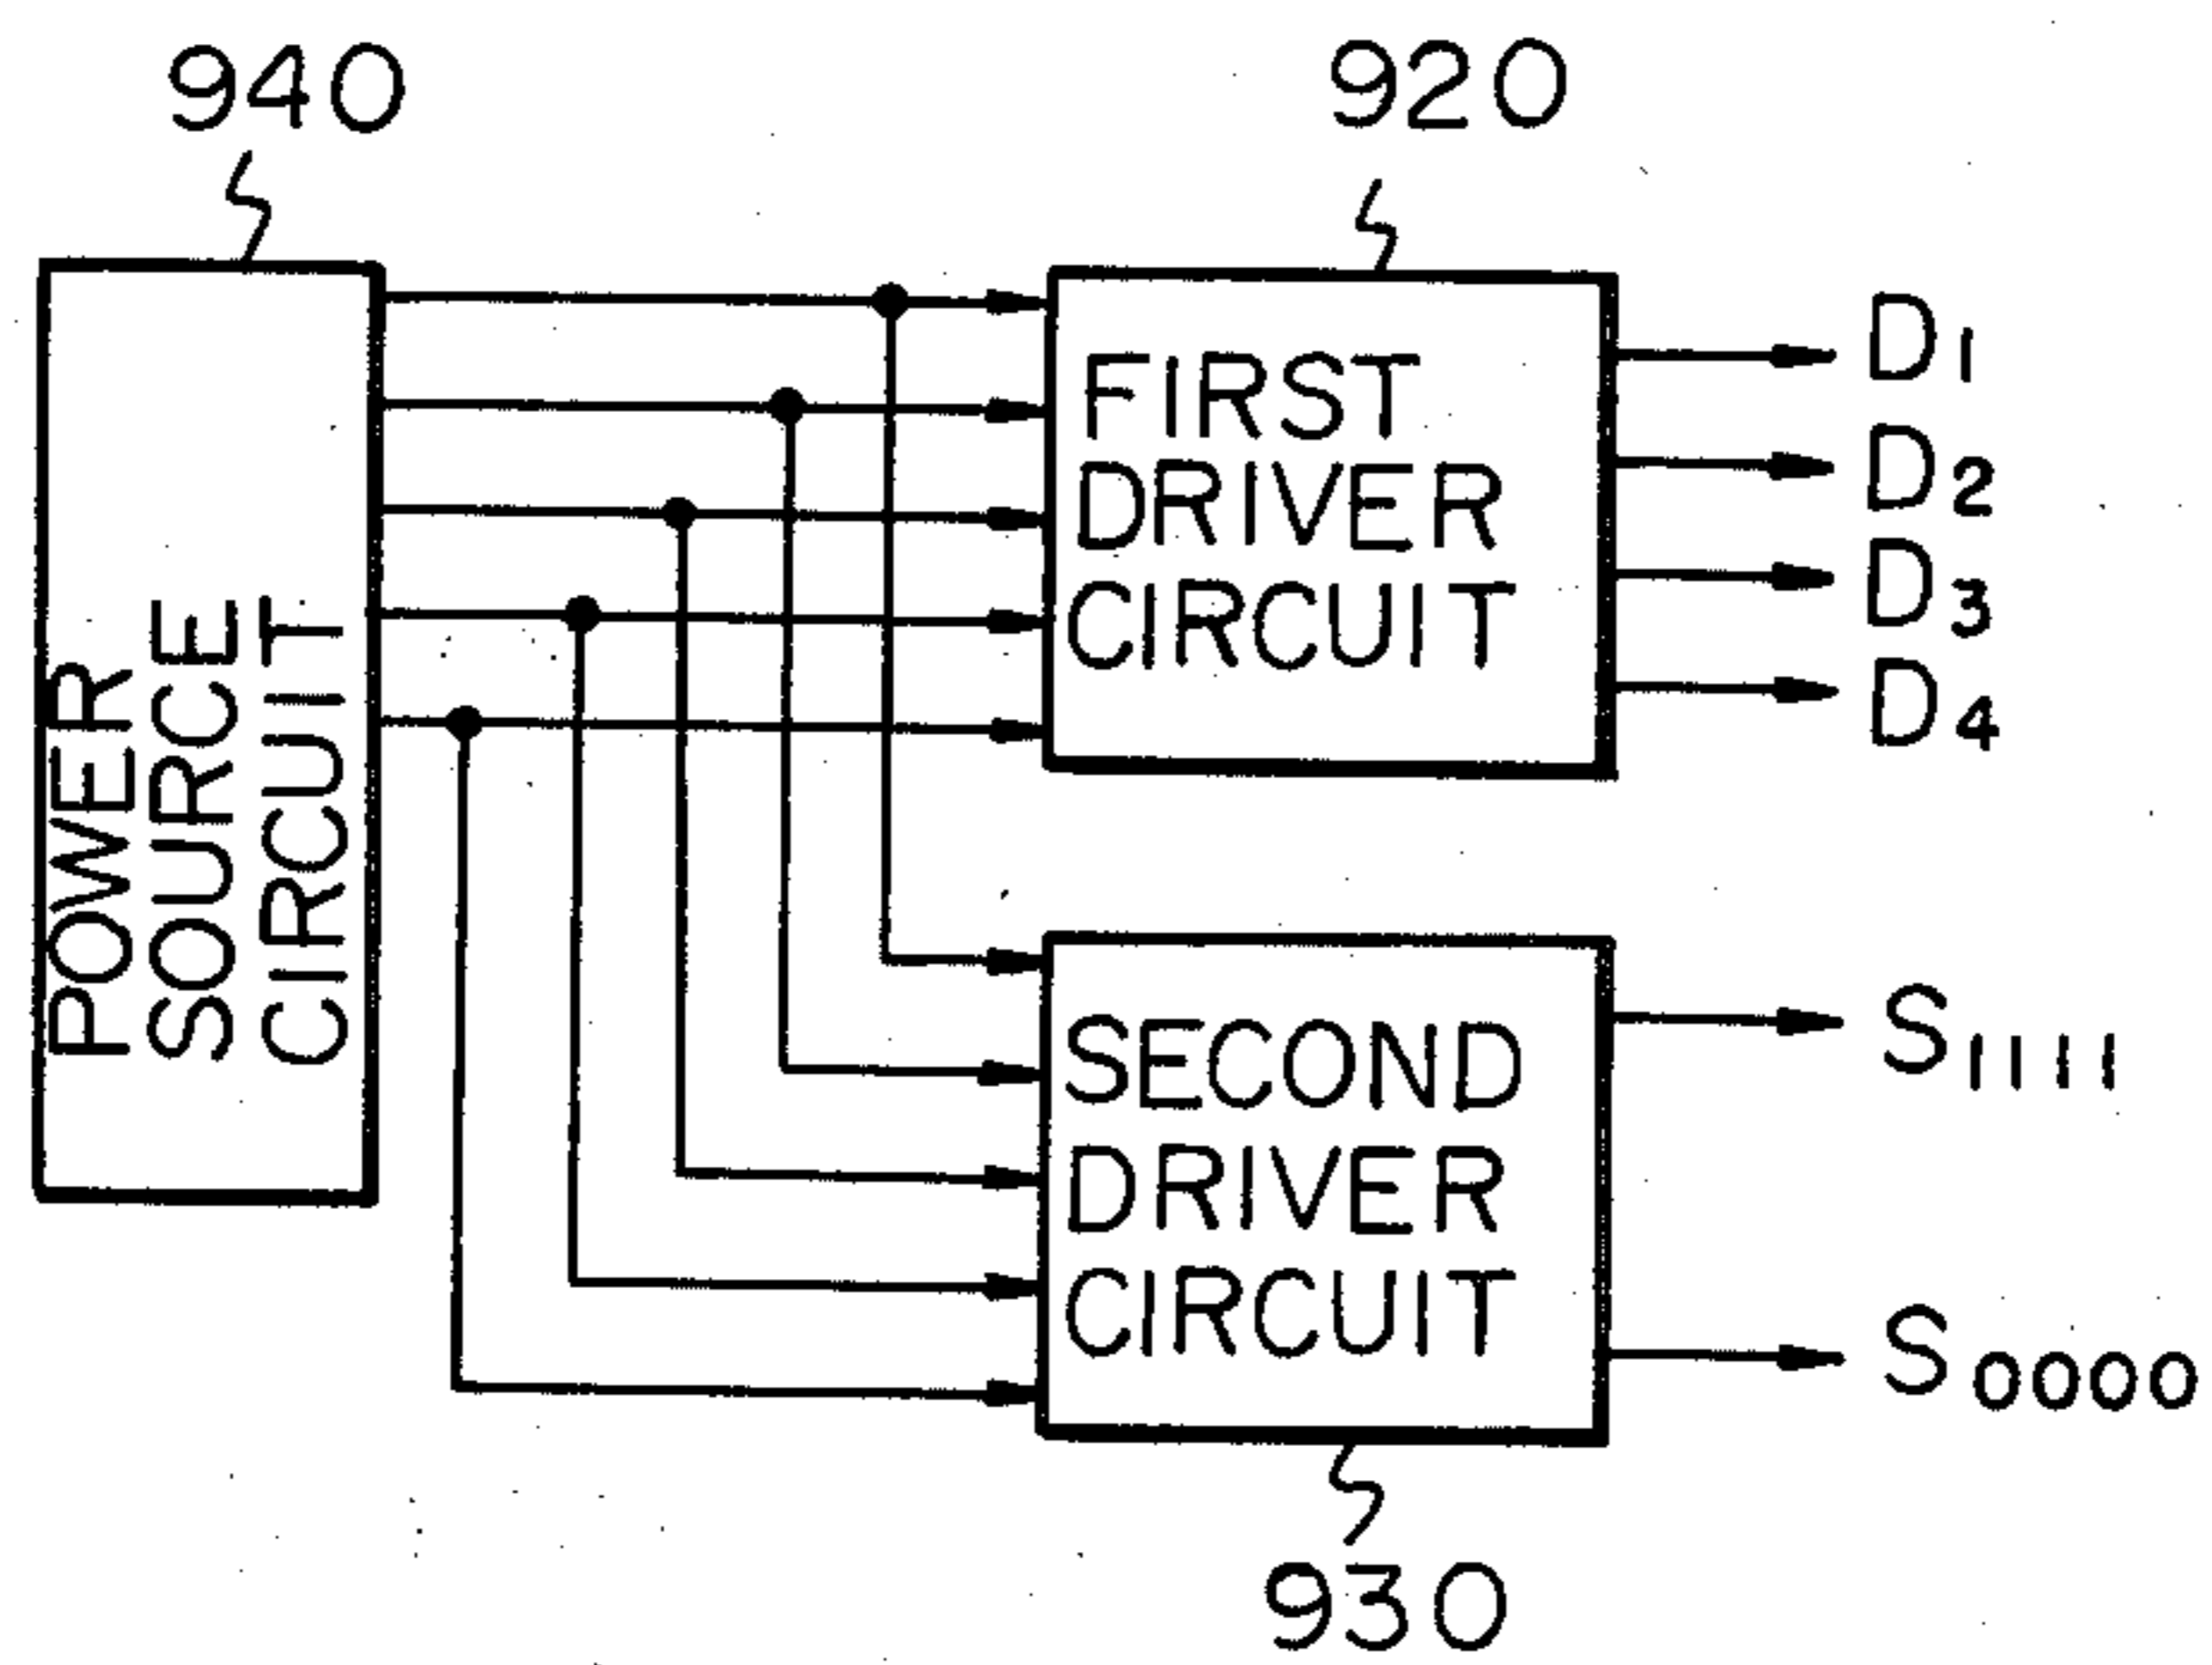 940
920
POWER
SOURCE
CIRCUIT
FIRST
DRIVER
CIRCUIT
D1
D2
D3
D4
SECOND
DRIVER
CIRCUIT
S1111
S0000
930